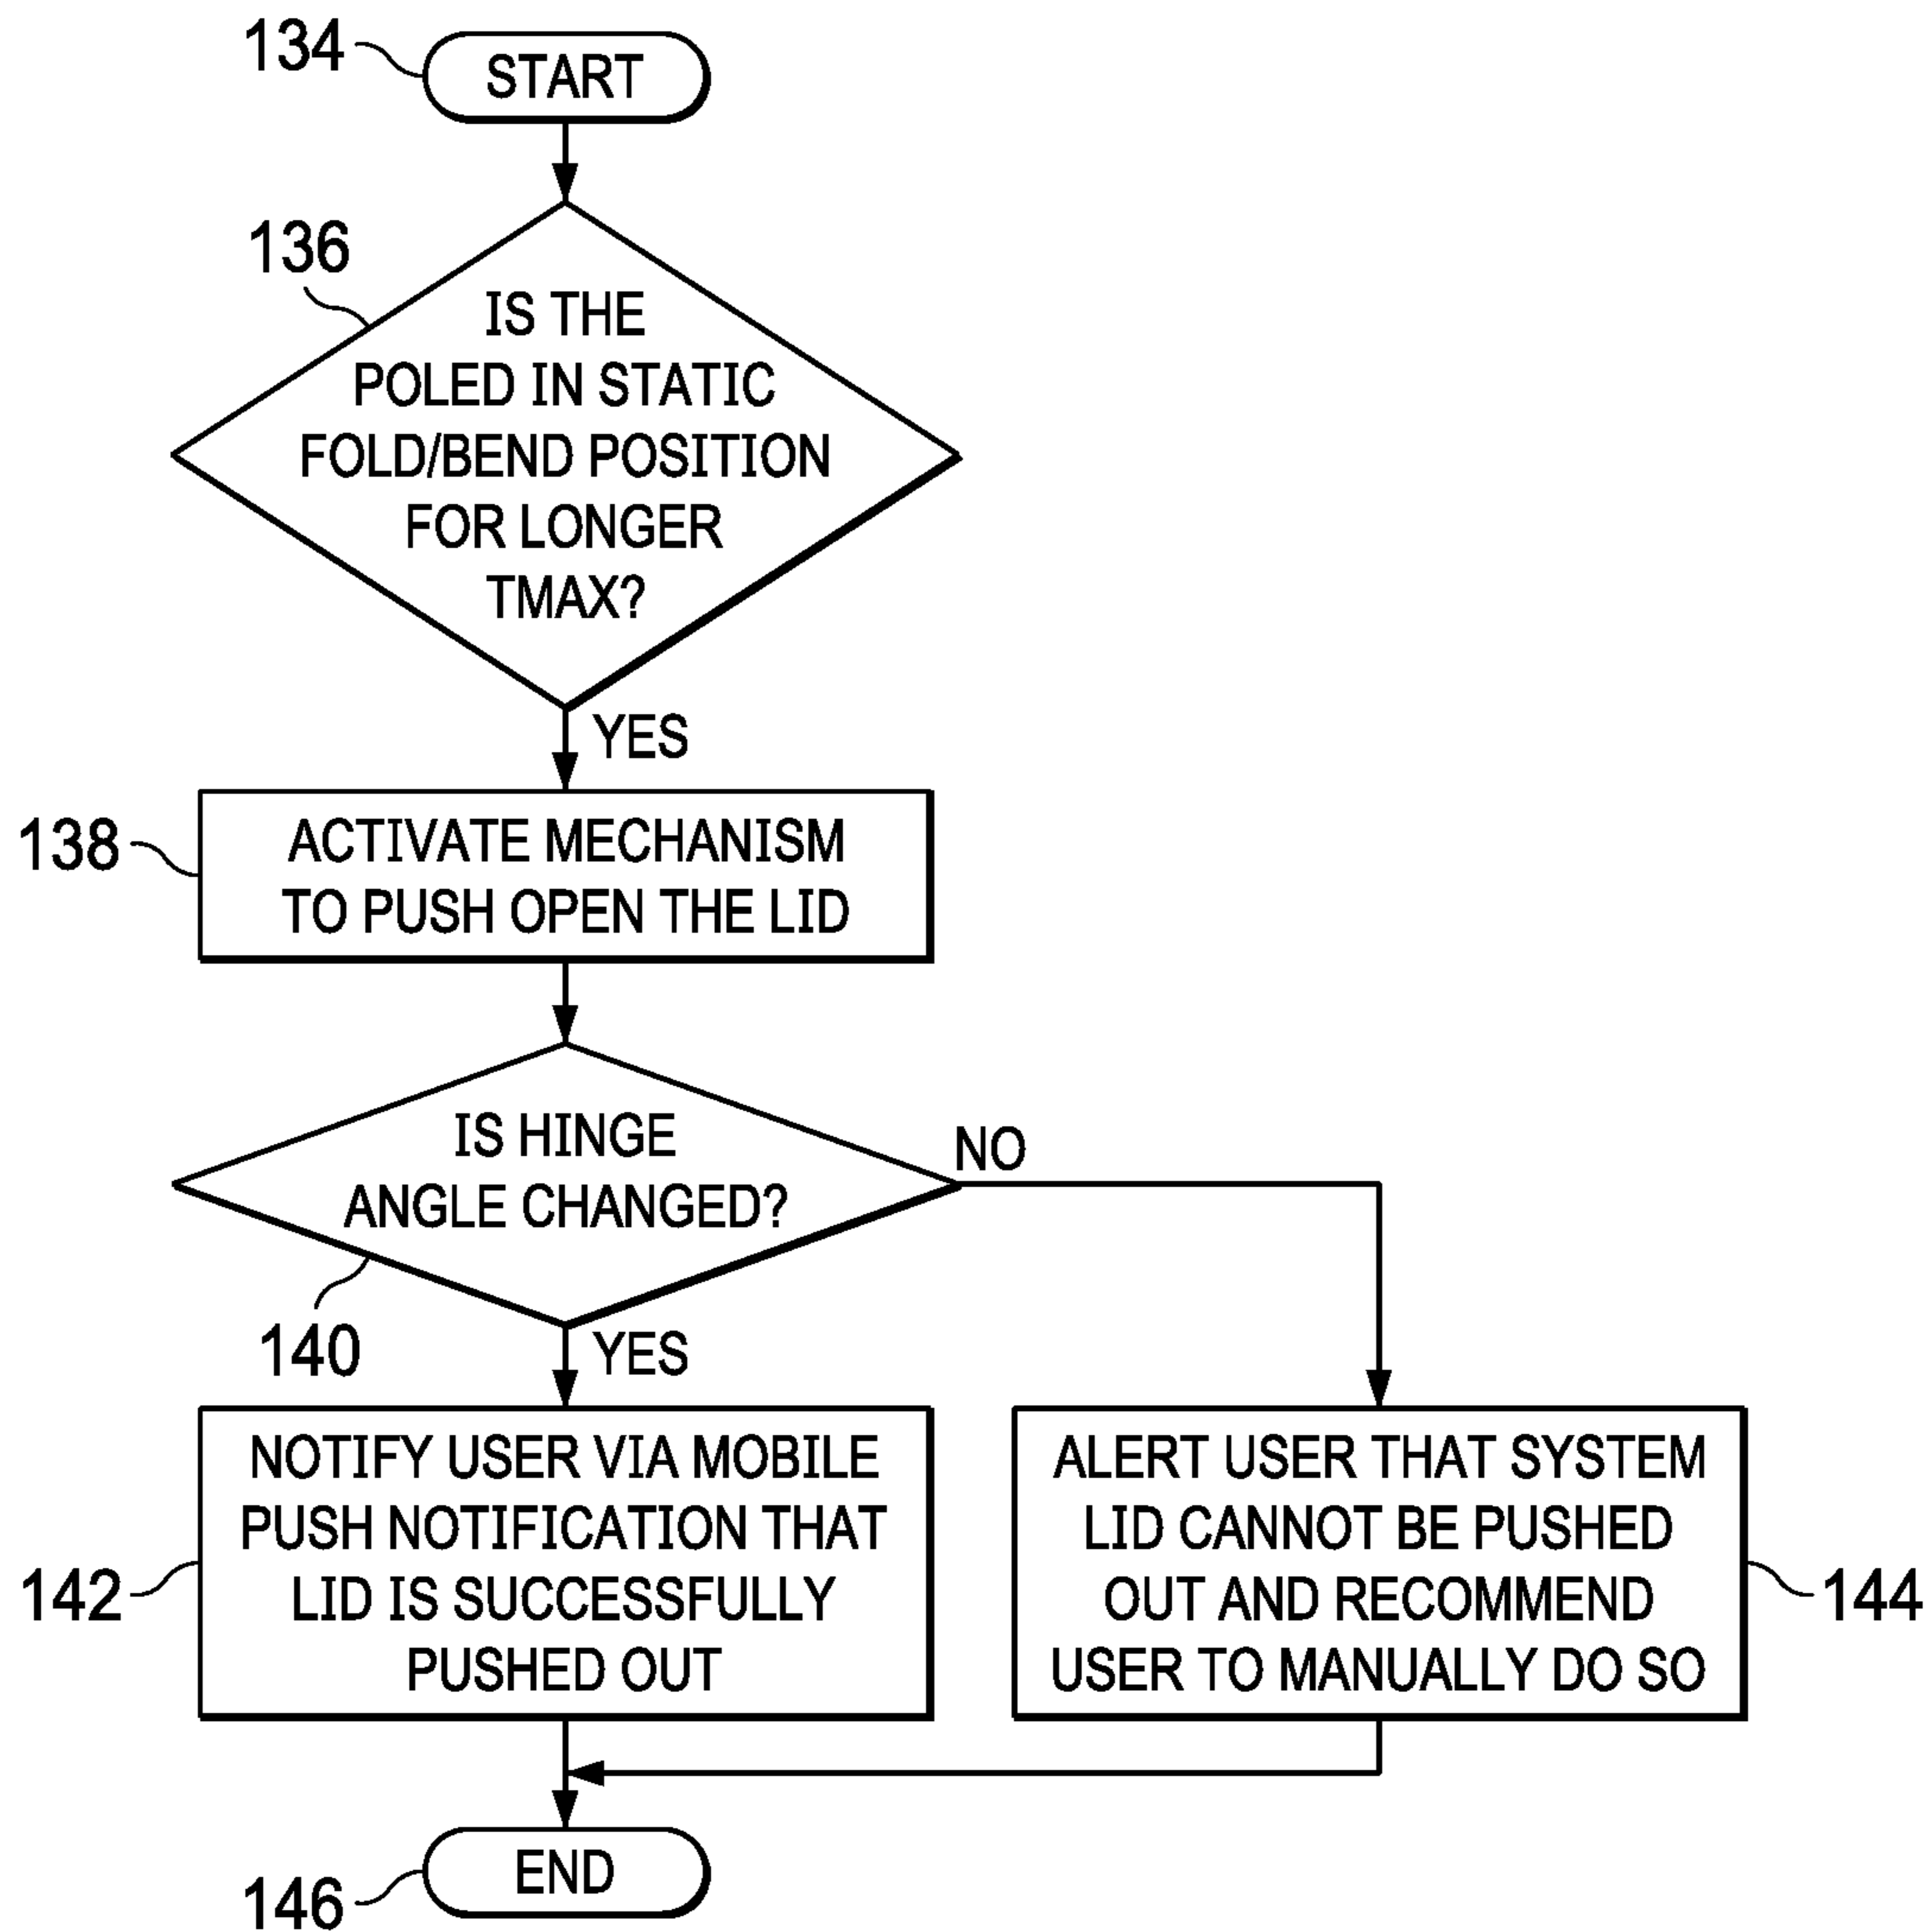 134
START
136
IS THE
POLED IN STATIC
FOLD/BEND POSITION
FOR LONGER
TMAX?
YES
138
ACTIVATE MECHANISM
TO PUSH OPEN THE LID
IS HINGE
ANGLE CHANGED?
NO
140
YES
NOTIFY USER VIA MOBILE
PUSH NOTIFICATION THAT
LID IS SUCCESSFULLY
PUSHED OUT
142
ALERT USER THAT SYSTEM
LID CANNOT BE PUSHED
OUT AND RECOMMEND
USER TO MANUALLY DO SO
144
END
146